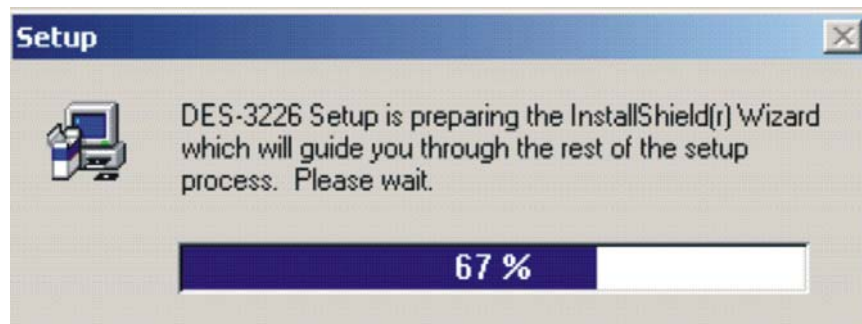 Setup
DES-3226 Setup is preparing the InstallShield(r) Wizard
which will guide you through the rest of the setup
process. Please wait.
67 %